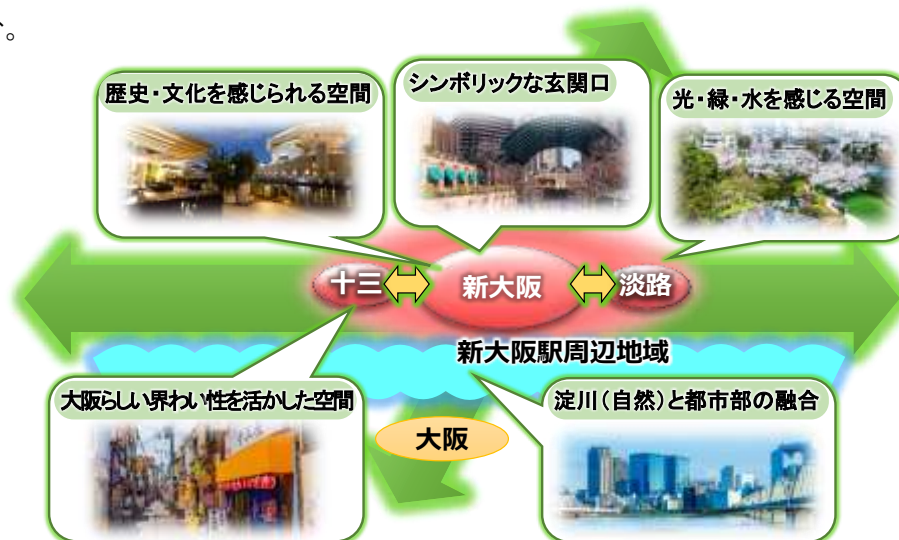 。
歴史・文化を感じられる空間
シンボリックな玄関口
光・緑・水を感じる空間
十三
新大阪
淡路
新大阪駅周辺地域
大阪らしい界わい性を活かした空間
淀川(自然)と都市部の融合
大阪